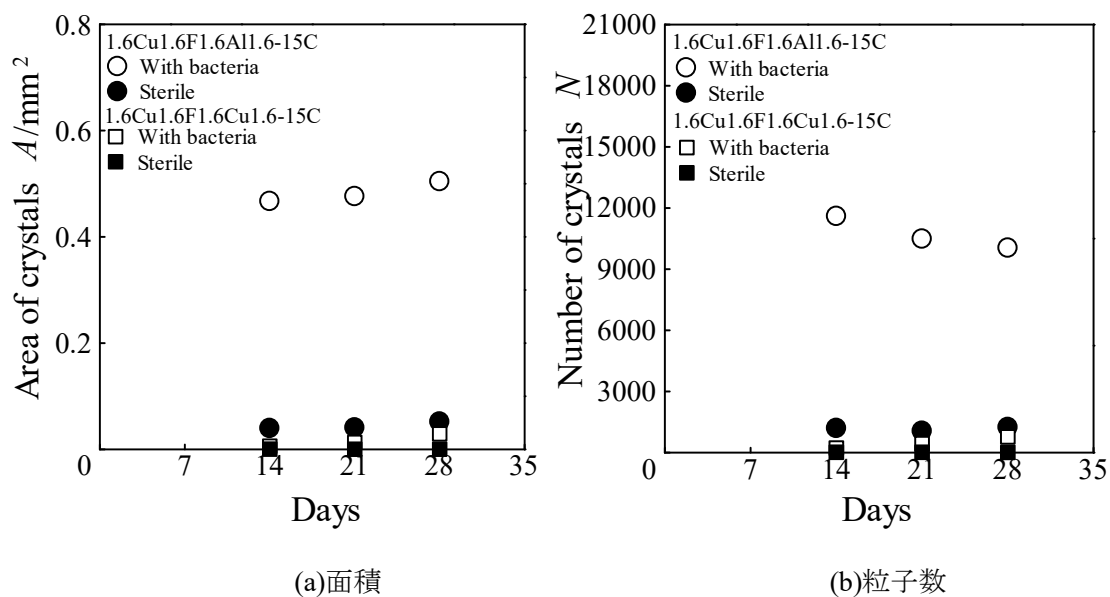 0.8
0.6
0.4
0.2
0
7
14
21
28
35
Area of crystals A/mm²
Days
1.6Cu1.6F1.6Al1.6-15C
With bacteria
Sterile
1.6Cu1.6F1.6Cu1.6-15C
With bacteria
Sterile
(a)面積
21000
18000
15000
12000
9000
6000
3000
0
7
14
21
28
35
Number of crystals N
Days
1.6Cu1.6F1.6Al1.6-15C
With bacteria
Sterile
1.6Cu1.6F1.6Cu1.6-15C
With bacteria
Sterile
(b)粒子数